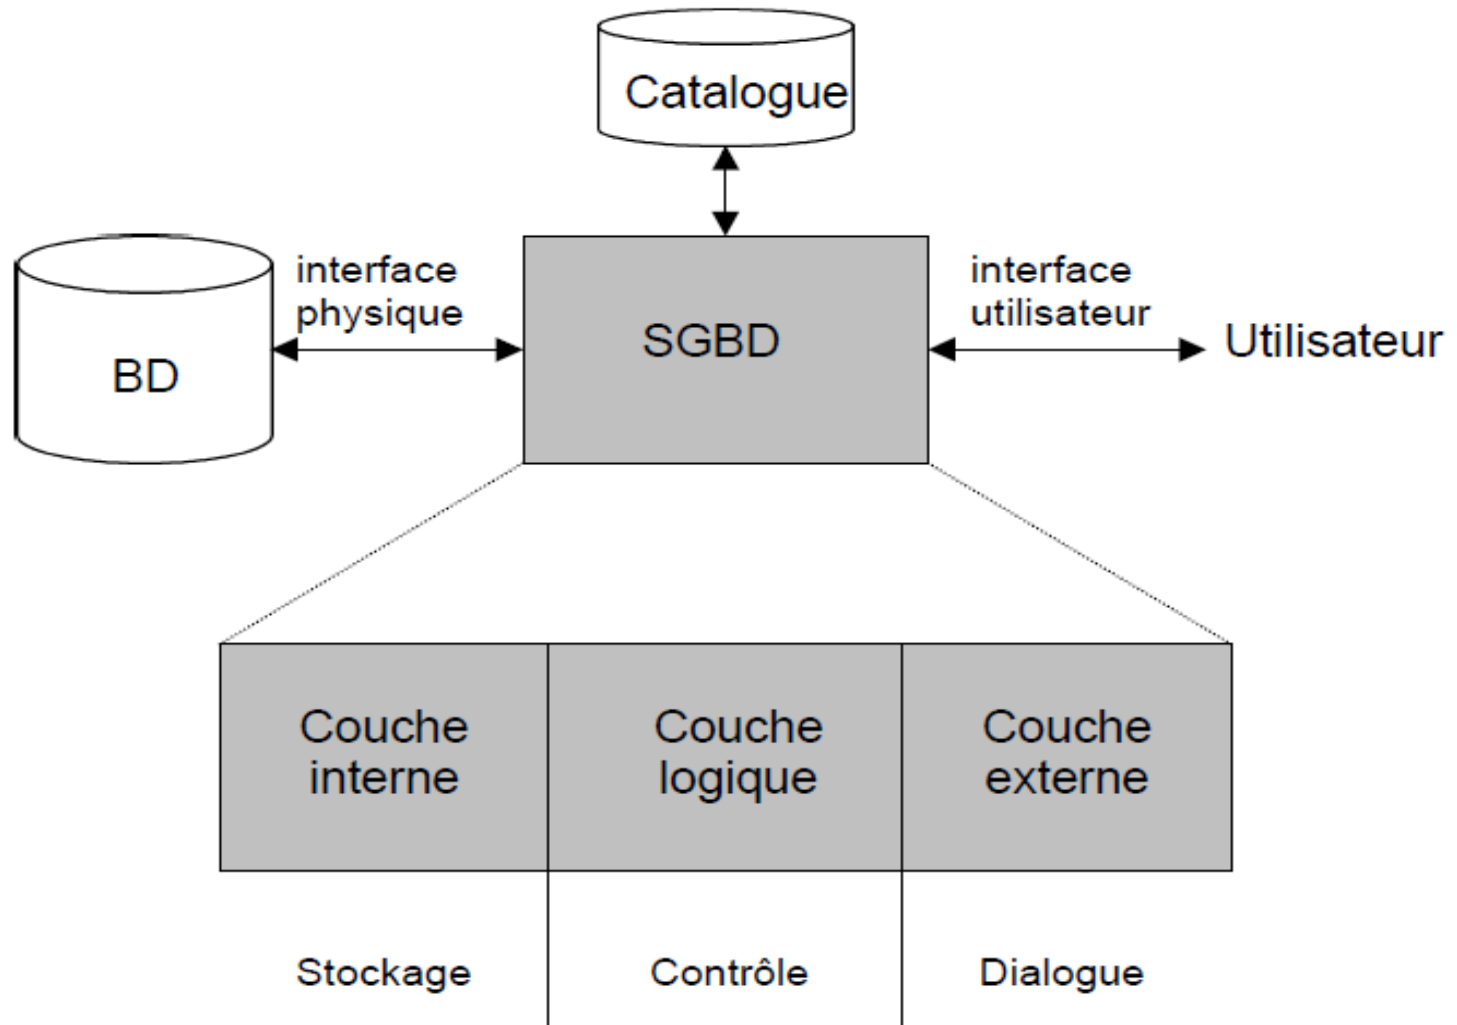 Catalogue
interface
physique
interface
utilisateur
BD
SGBD
Utilisateur
Couche
interne
Couche
logique
Couche
externe
Stockage
Contrôle
Dialogue